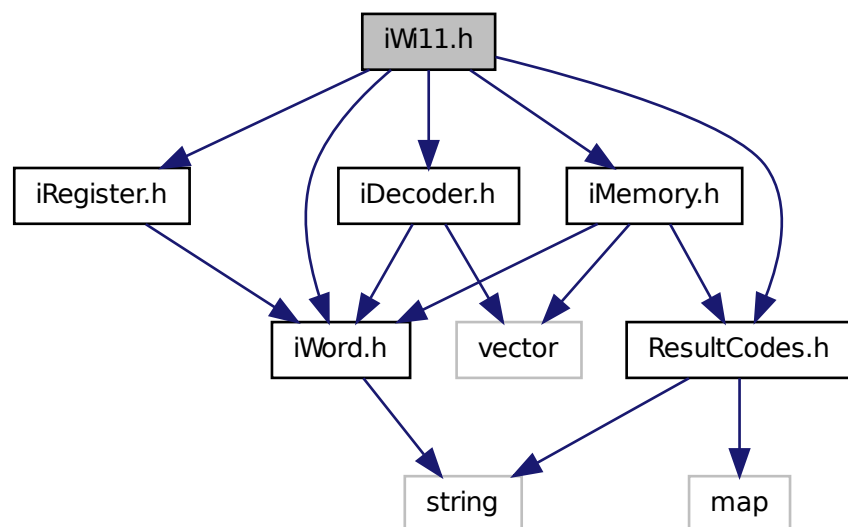 iWi11.h
iRegister.h
iDecoder.h
iMemory.h
iWord.h
vector
ResultCodes.h
string
map